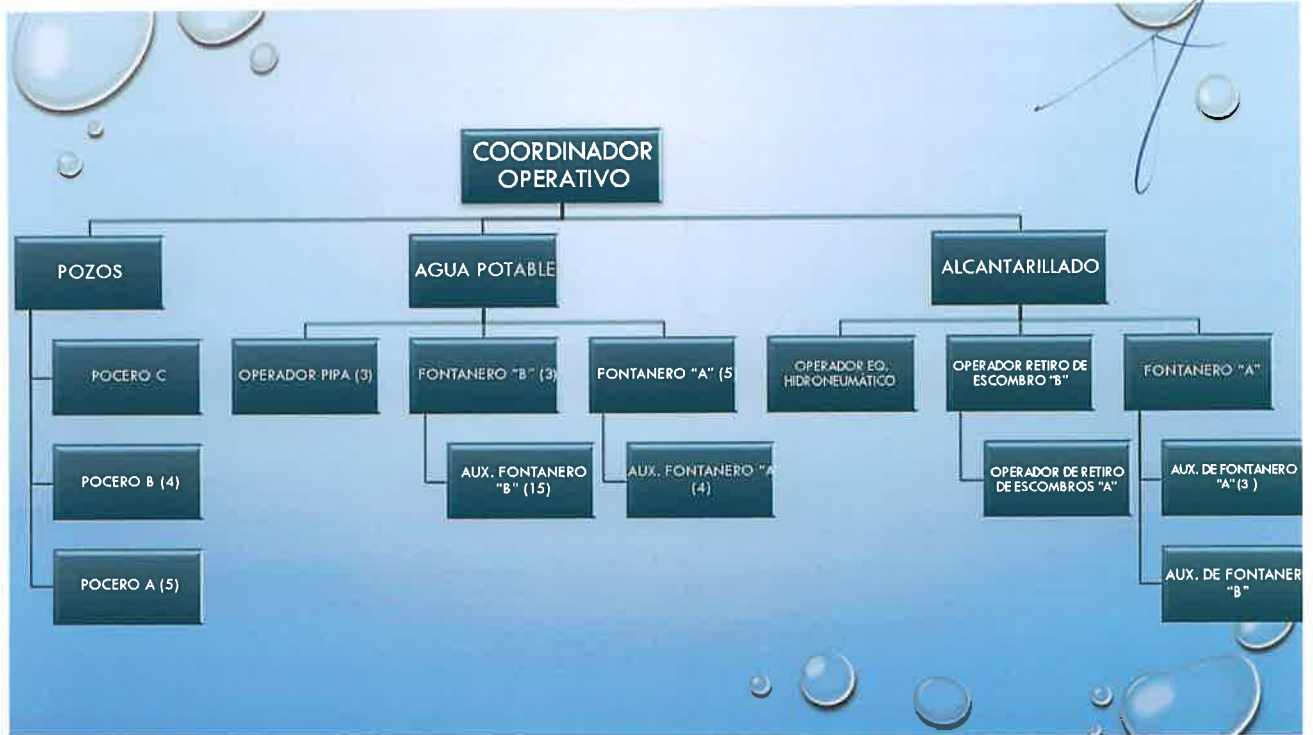 COORDINADOR
OPERATIVO
POZOS
AGUA POTABLE
ALCANTARILLADO
POCERO C
OPERADOR PIPA (3)
FONTANERO "B" (3)
FONTANERO "A" (5
OPERADOR EQ.
HIDRONEUMÁTICO
OPERADOR RETIRO DE
ESCOMBRO "B"
FONTANERO "A"
POCERO B (4)
AUX. FONTANERO
"B" (15)
AUX. FONTANERO "A"
(4)
OPERADOR DE RETIRO
DE ESCOMBROS "A"
AUX. DE FONTANERO
"A" (3 )
POCERO A (5)
AUX. DE FONTANER
"B"